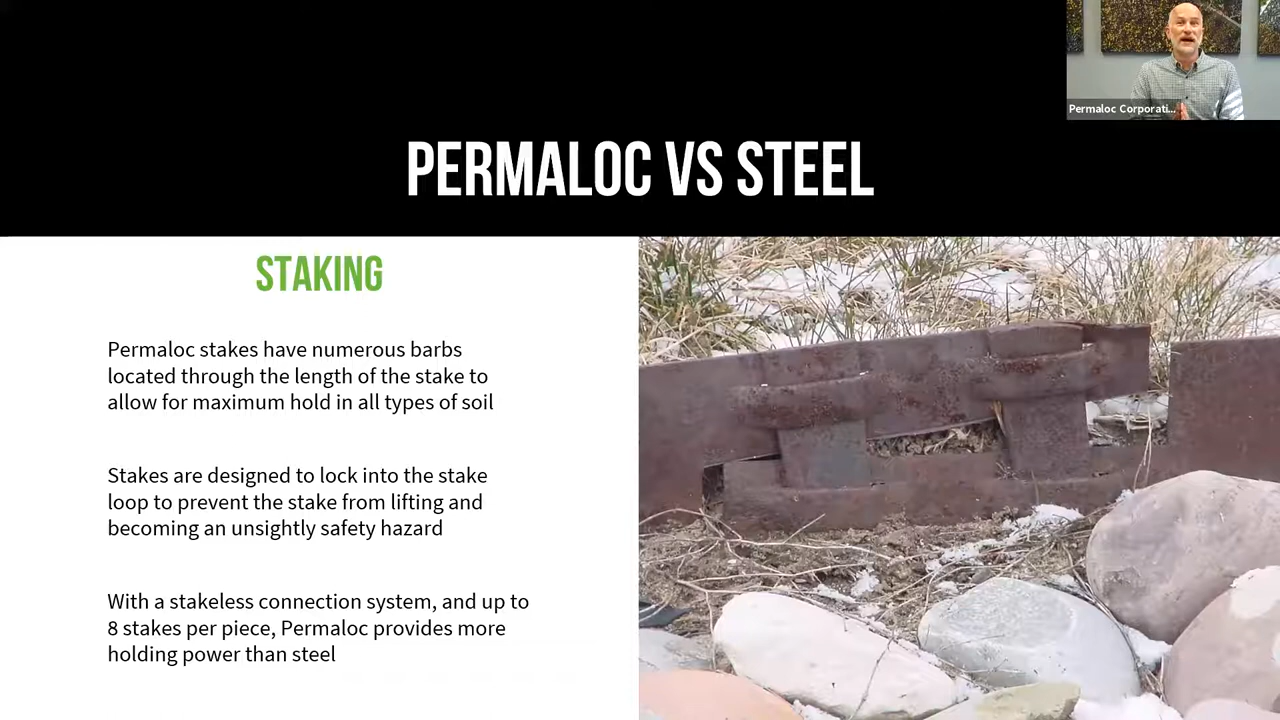 Permaloc Corporati...
PERMALOC VS STEEL
STAKING
Permaloc stakes have numerous barbs
located through the length of the stake to
allow for maximum hold in all types of soil
Stakes are designed to lock into the stake
loop to prevent the stake from lifting and
becoming an unsightly safety hazard
With a stakeless connection system, and up to
8 stakes per piece, Permaloc provides more
holding power than steel